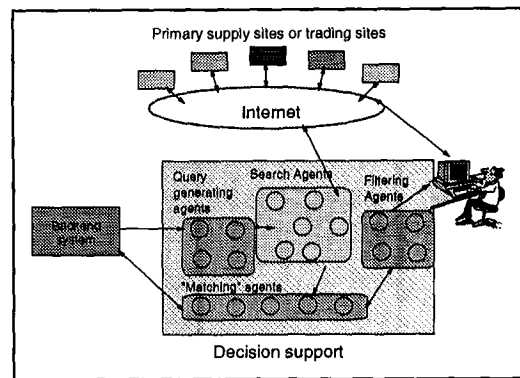 Primary supply sites or trading sites
Internet
Search Agents
Query
generating
agents
Filtering
Agents
Back end
system
"Matching" agents
Decision support